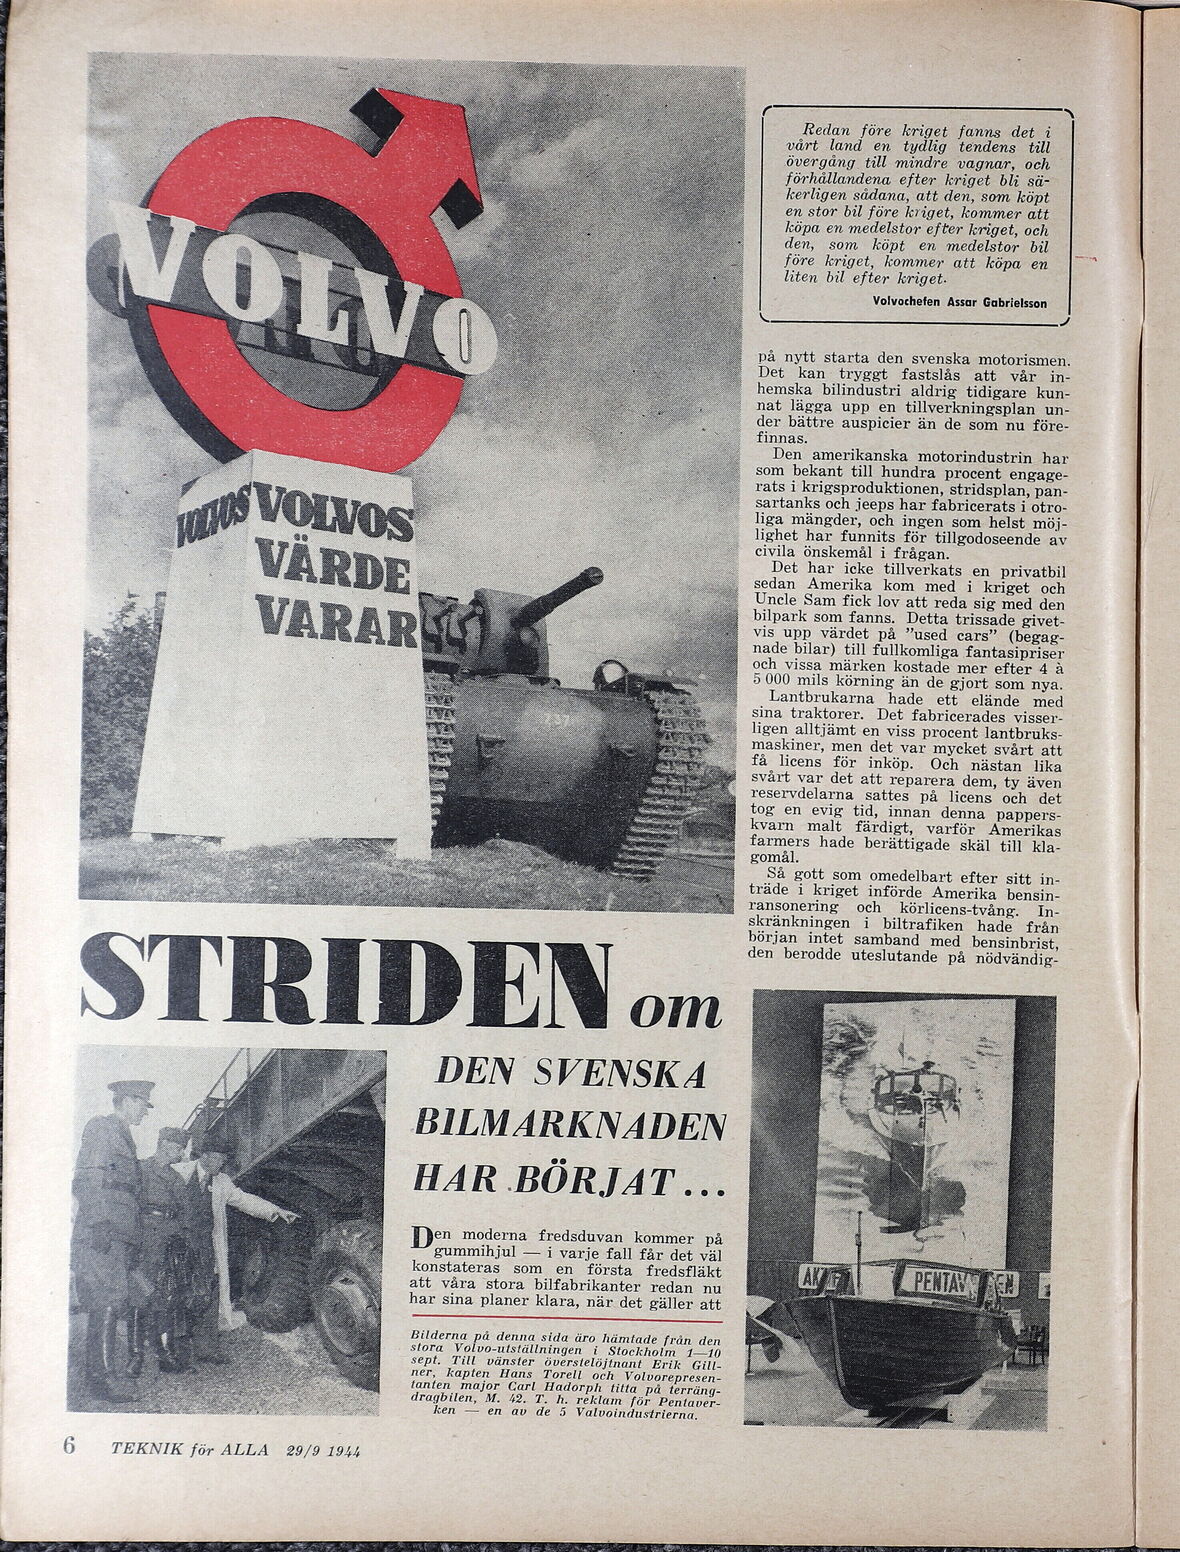 VOLVO
VOLVOS VOLVOS
VÄRDE
VARAR
237
Redan före kriget fanns det i
vårt land en tydlig tendens till
övergång till mindre vagnar, och
förhållandena efter kriget bli sä-
kerligen sådana, att den, som köpt
en stor bil före kriget, kommer att
köpa en medelstor efter kriget, och
den, som köpt en medelstor bil
före kriget, kommer att köpa en
liten bil efter kriget.
Volvochefen Assar Gabrielsson
STRIDEN om
DEN SVENSKA
BILMARKNADEN
HAR BÖRJAT ...
Den moderna fredsduvan kommer på
gummihjul — i varje fall får det väl
konstateras som en första fredsfläkt
att våra stora bilfabrikanter redan nu
har sina planer klara, när det gäller att
Bilderna på denna sida äro hämtade från den
stora Volvo-utställningen i Stockholm 1—10
sept. Till vänster överstelöjtnant Erik Gill-
ner, kapten Hans Torell och Volvorepresen-
tanten major Carl Hadorph titta på terräng-
dragbilen, M. 42. T. h. reklam för Pentaver-
ken — en av de 5 Valvoindustrierna.
på nytt starta den svenska motorismen.
Det kan tryggt fastslås att vår in-
hemska bilindustri aldrig tidigare kun-
nat lägga upp en tillverkningsplan un-
der bättre auspicier än de som nu före-
finnas.
Den amerikanska motorindustrin har
som bekant till hundra procent engage-
rats i krigsproduktionen, stridsplan, pan-
sartanks och jeeps har fabricerats i otro-
liga mängder, och ingen som helst möj-
lighet har funnits för tillgodoseende av
civila önskemål i frågan.
Det har icke tillverkats en privatbil
sedan Amerika kom med i kriget och
Uncle Sam fick lov att reda sig med den
bilpark som fanns. Detta trissade givet-
vis upp värdet på ”used cars” (begag-
nade bilar) till fullkomliga fantasipriser
och vissa märken kostade mer efter 4 à
5 000 mils körning än de gjort som nya.
Lantbrukarna hade ett elände med
sina traktorer. Det fabricerades visser-
ligen alltjämt en viss procent lantbruks-
maskiner, men det var mycket svårt att
få licens för inköp. Och nästan lika
svårt var det att reparera dem, ty även
reservdelarna sattes på licens och det
tog en evig tid, innan denna pappers-
kvarn malt färdigt, varför Amerikas
farmers hade berättigade skäl till kla-
gomål.
Så gott som omedelbart efter sitt in-
träde i kriget införde Amerika bensin-
ransonering och körlicens-tvång. In-
skränkningen i biltrafiken hade från
början intet samband med bensinbrist,
den berodde uteslutande på nödvändig-
6 TEKNIK för ALLA 29/9 1944